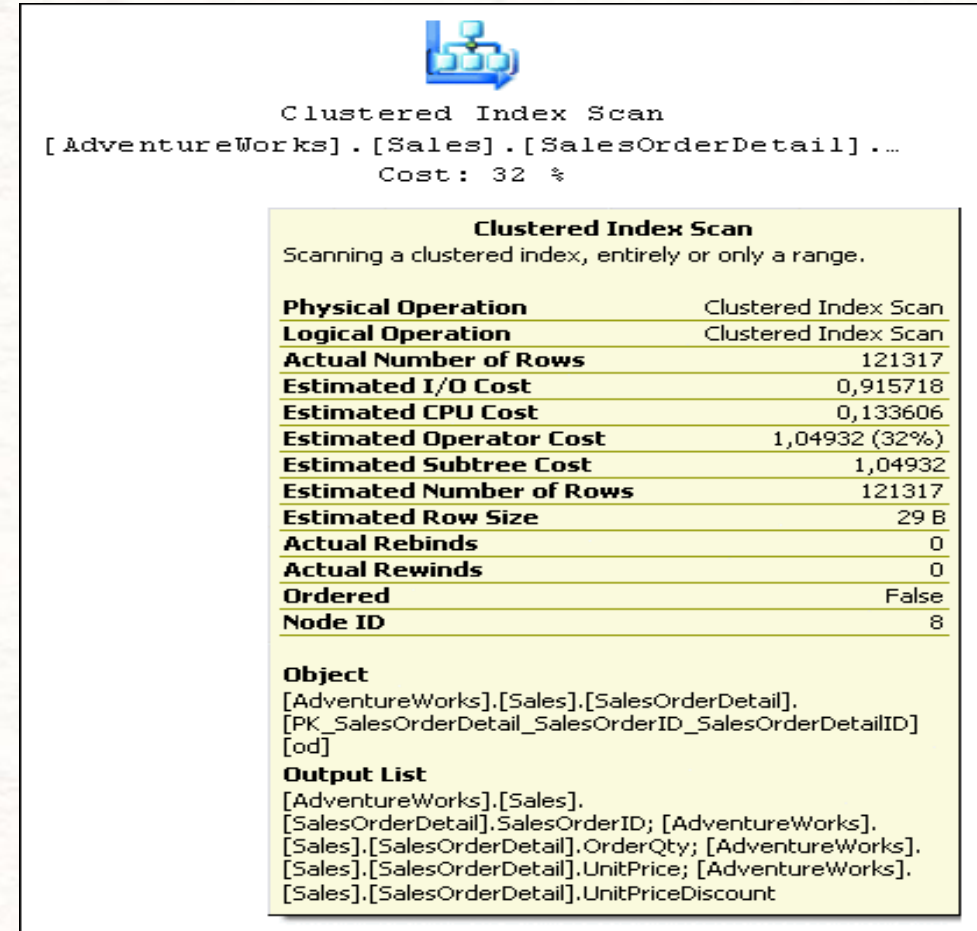 Clustered Index Scan
[AdventureWorks].[Sales].[SalesOrderDetail].…
Cost: 32 %
Clustered Index Scan
Scanning a clustered index, entirely or only a range.
Physical Operation Clustered Index Scan
Logical Operation Clustered Index Scan
Actual Number of Rows 121317
Estimated I/O Cost 0,915718
Estimated CPU Cost 0,133606
Estimated Operator Cost 1,04932 (32%)
Estimated Subtree Cost 1,04932
Estimated Number of Rows 121317
Estimated Row Size 29 B
Actual Rebinds 0
Actual Rewinds 0
Ordered False
Node ID 8
Object
[AdventureWorks].[Sales].[SalesOrderDetail].
[PK_SalesOrderDetail_SalesOrderID_SalesOrderDetailID]
[od]
Output List
[AdventureWorks].[Sales].
[SalesOrderDetail].SalesOrderID; [AdventureWorks].
[Sales].[SalesOrderDetail].OrderQty; [AdventureWorks].
[Sales].[SalesOrderDetail].UnitPrice; [AdventureWorks].
[Sales].[SalesOrderDetail].UnitPriceDiscount